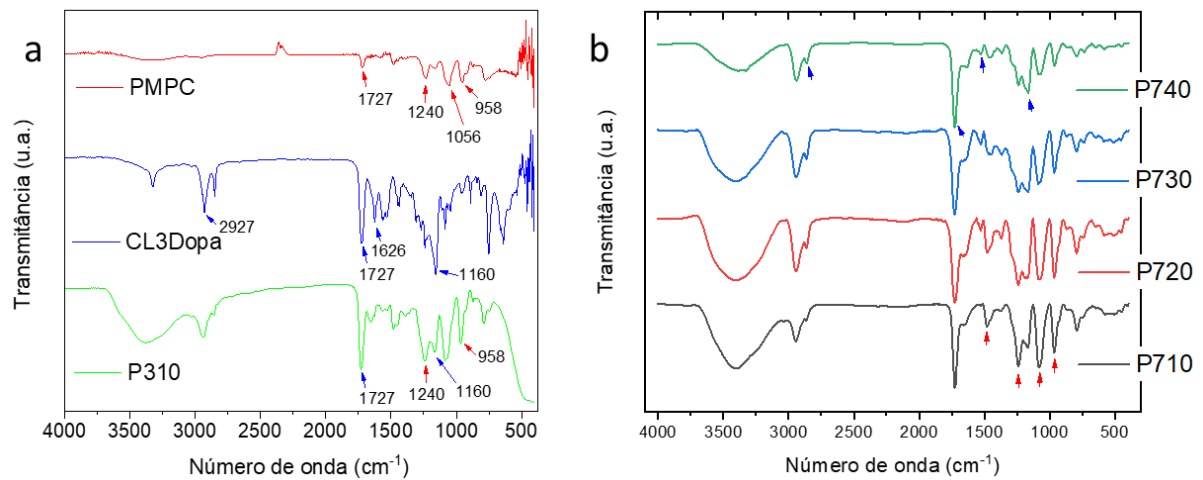 a
Transmitância (u.a.)
PMPC
1727
1240
1056
958
2927
CL3Dopa
1727
1626
1160
P310
1727
1240
1160
958
4000 3500 3000 2500 2000 1500 1000 500
Número de onda (cm-1)
b
Transmitância (u.a.)
P740
P730
P720
P710
4000 3500 3000 2500 2000 1500 1000 500
Número de onda (cm-1)